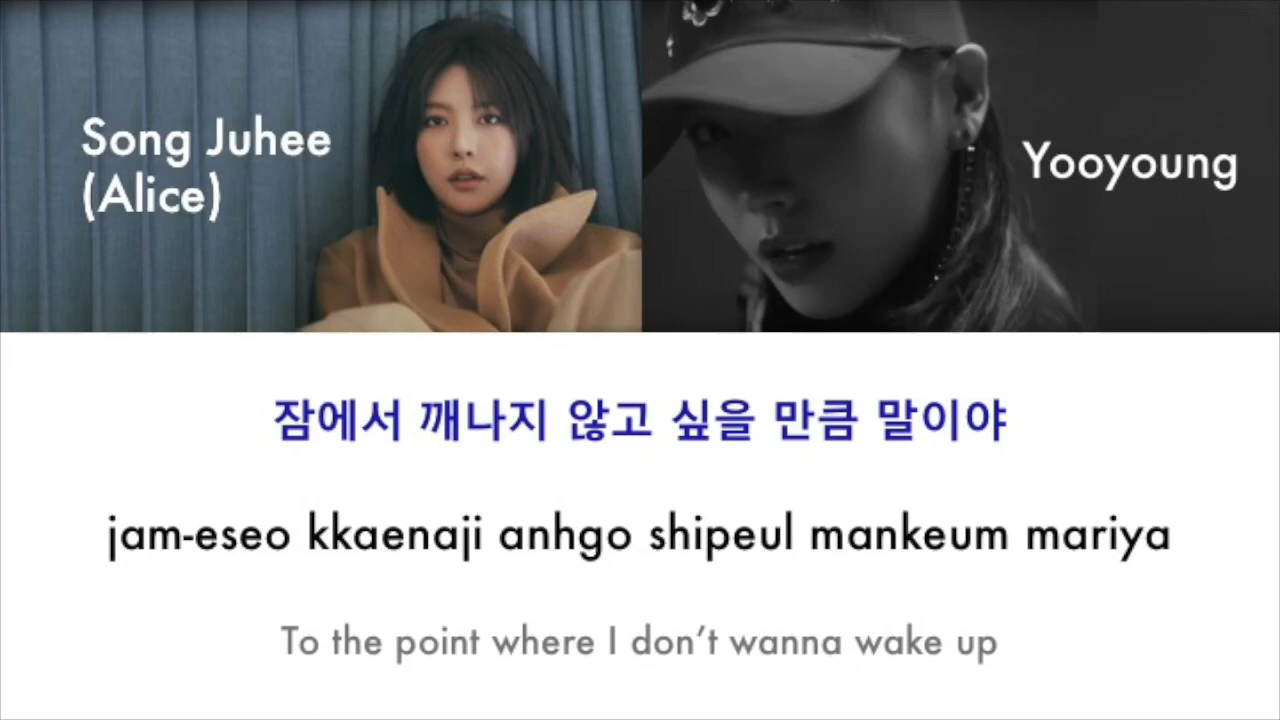 Song Juhee
(Alice)
Yooyoung
잠에서 깨나지 않고 싶을 만큼 말이야
jam-eseo kkaenaji anhgo shipeul mankeum mariya
To the point where I don’t wanna wake up